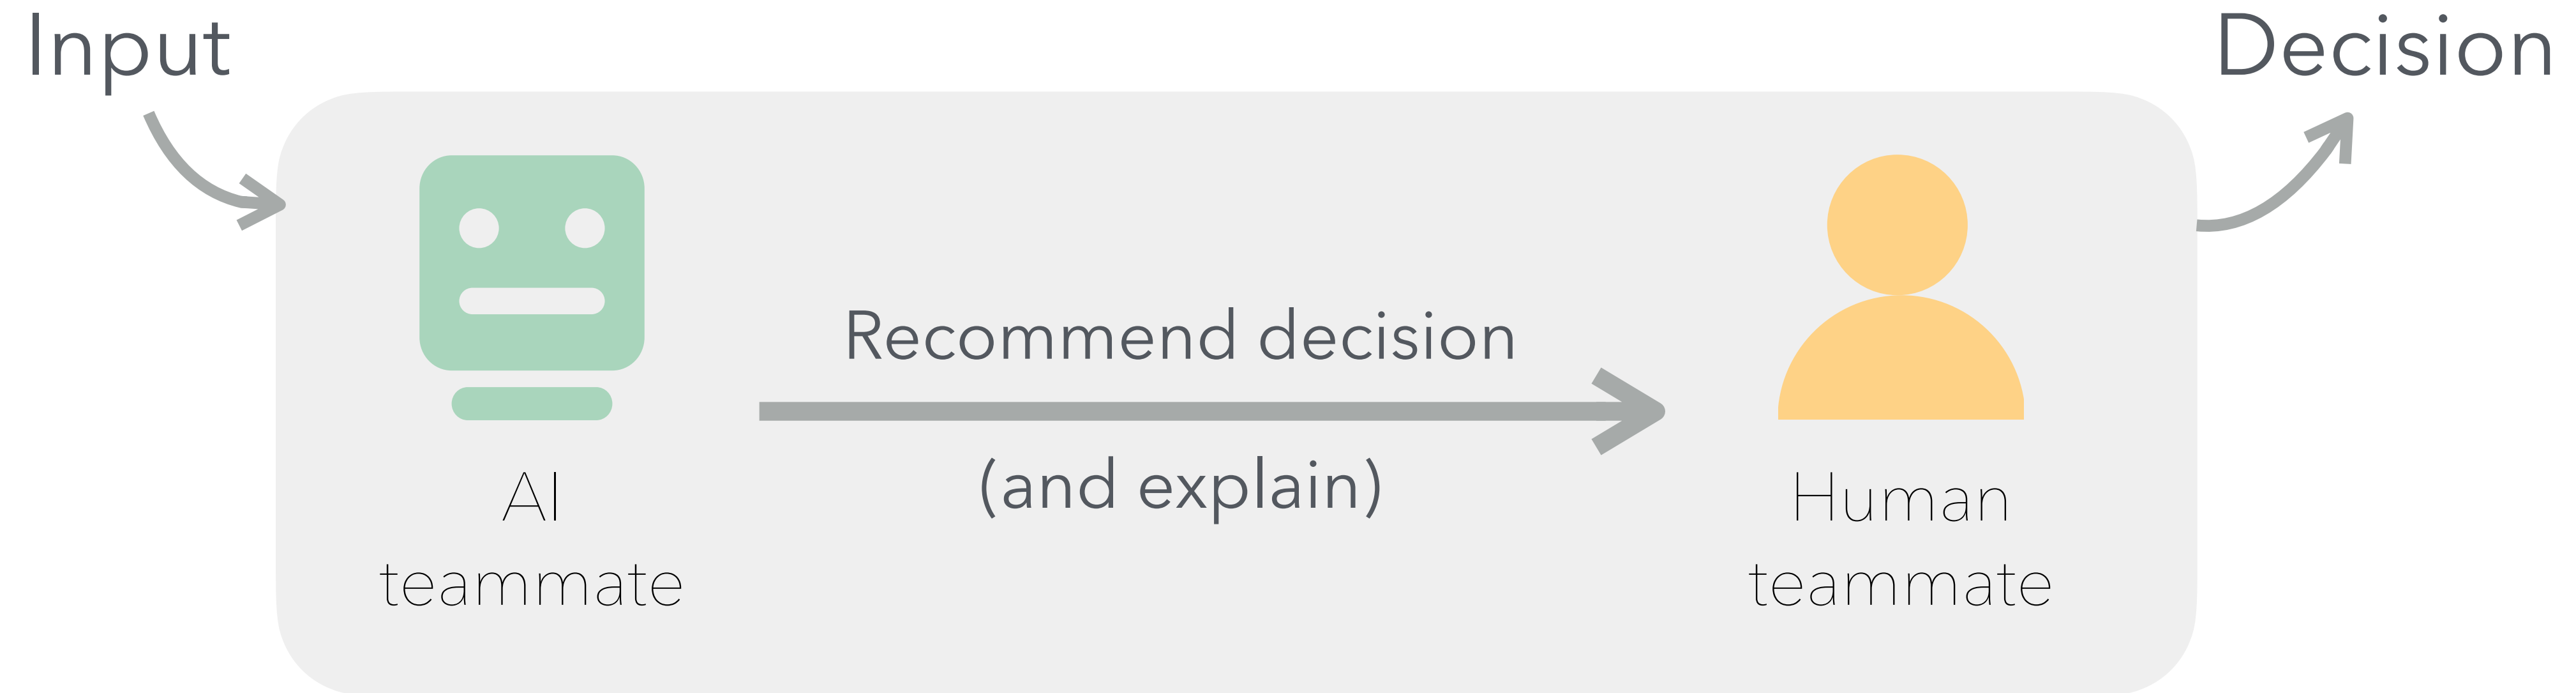 Input
Decision
Recommend decision
(and explain)
AI
teammate
Human
teammate